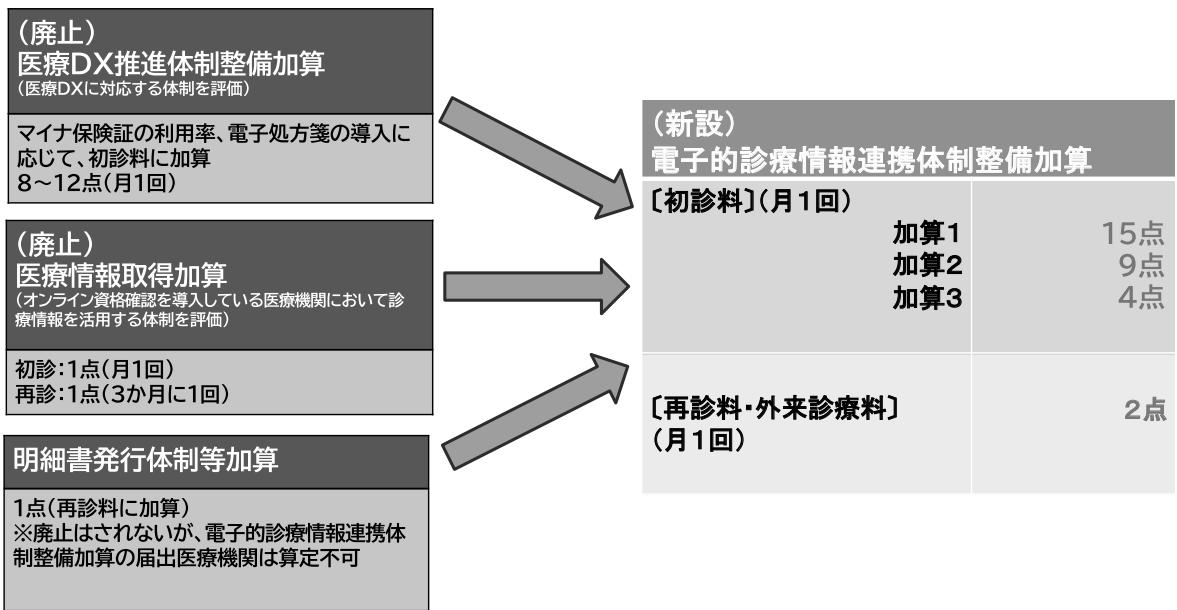 （廃止）
医療DX推進体制整備加算
（医療DXに対応する体制を評価）
マイナ保険証の利用率、電子処方箋の導入に
応じて、初診料に加算
8～12点（月1回）
（廃止）
医療情報取得加算
（オンライン資格確認を導入している医療機関において診
療情報を活用する体制を評価）
初診：1点（月1回）
再診：1点（3か月に1回）
明細書発行体制等加算
1点（再診料に加算）
※廃止はされないが、電子的診療情報連携体
制整備加算の届出医療機関は算定不可
（新設）
電子的診療情報連携体制整備加算
〔初診料〕（月1回）
加算1 15点
加算2 9点
加算3 4点
〔再診料・外来診療料〕 2点
（月1回）